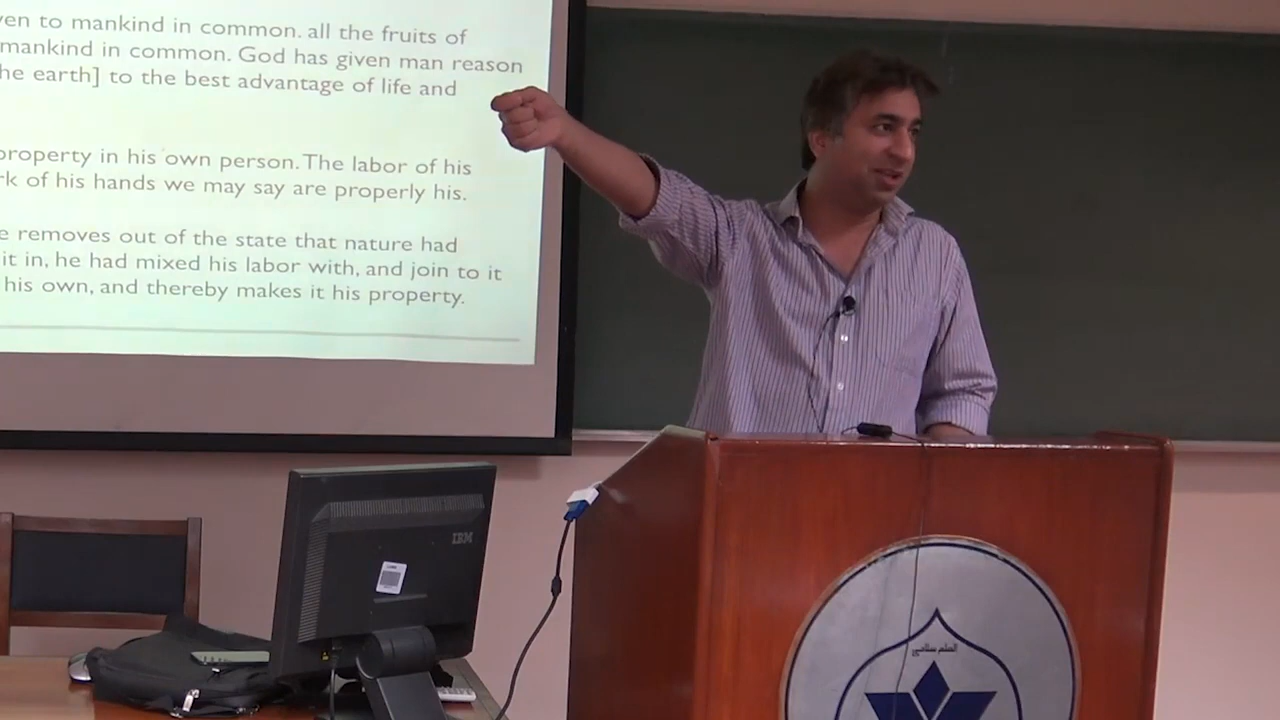 ven to mankind in common. all the fruits of
mankind in common. God has given man reason
he earth] to the best advantage of life and
property in his own person. The labor of his
rk of his hands we may say are properly his.
e removes out of the state that nature had
it in, he had mixed his labor with, and join to it
his own, and thereby makes it his property.
IBM